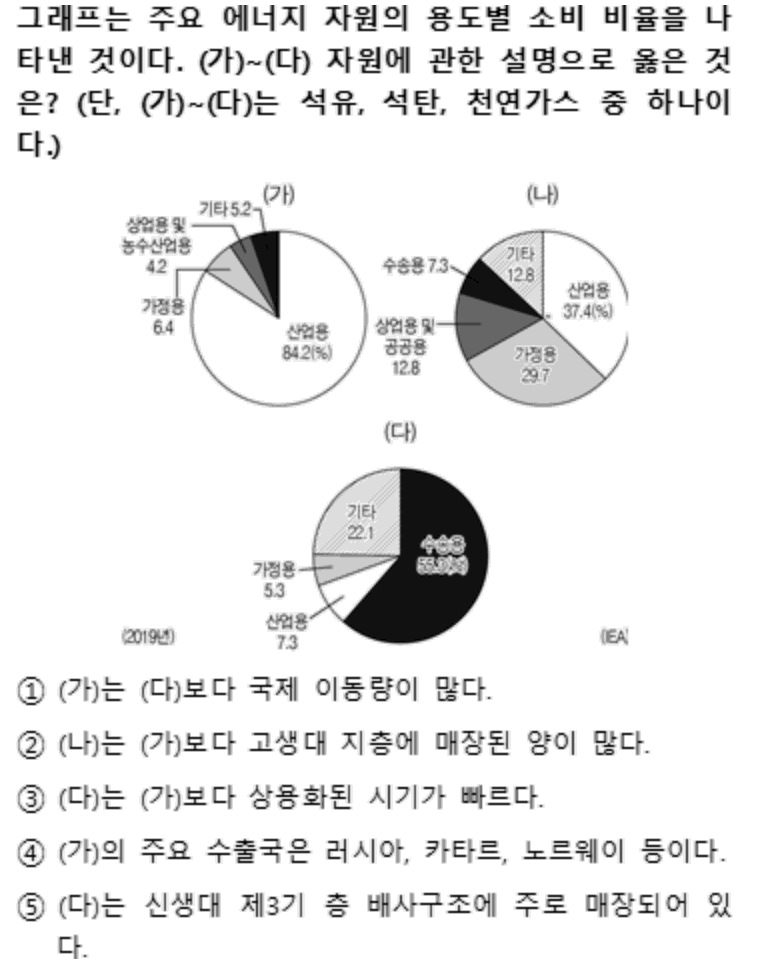 그래프는 주요 에너지 자원의 용도별 소비 비율을 나
타낸 것이다. (가)~(다) 자원에 관한 설명으로 옳은 것
은? (단, (가)~(다)는 석유, 석탄, 천연가스 중 하나이
다.)
(가)
기타 5.2
상업용 및
농수산업용
4.2
가정용
6.4
산업용
84.2(%)
(나)
수송용 7.3
기타
12.8
산업용
37.4(%)
상업용 및
공공용
12.8
가정용
29.7
(다)
기타
22.1
수송용
가정용
5.3
산업용
7.3
(2019년)
(IEA)
① (가)는 (다)보다 국제 이동량이 많다.
② (나)는 (가)보다 고생대 지층에 매장된 양이 많다.
③ (다)는 (가)보다 상용화된 시기가 빠르다.
④ (가)의 주요 수출국은 러시아, 카타르, 노르웨이 등이다.
⑤ (다)는 신생대 제3기 층 배사구조에 주로 매장되어 있
다.